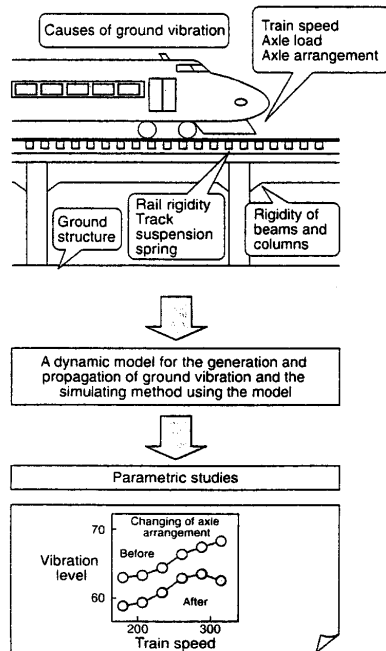 Causes of ground vibration
Train speed
Axle load
Axle arrangement
Rail rigidity
Track
suspension
spring
Rigidity of
beams and
columns
Ground
structure
A dynamic model for the generation and
propagation of ground vibration and the
simulating method using the model
Parametric studies
Changing of axle
arrangement
70
Before
Vibration
level
60
After
200
300
Train speed